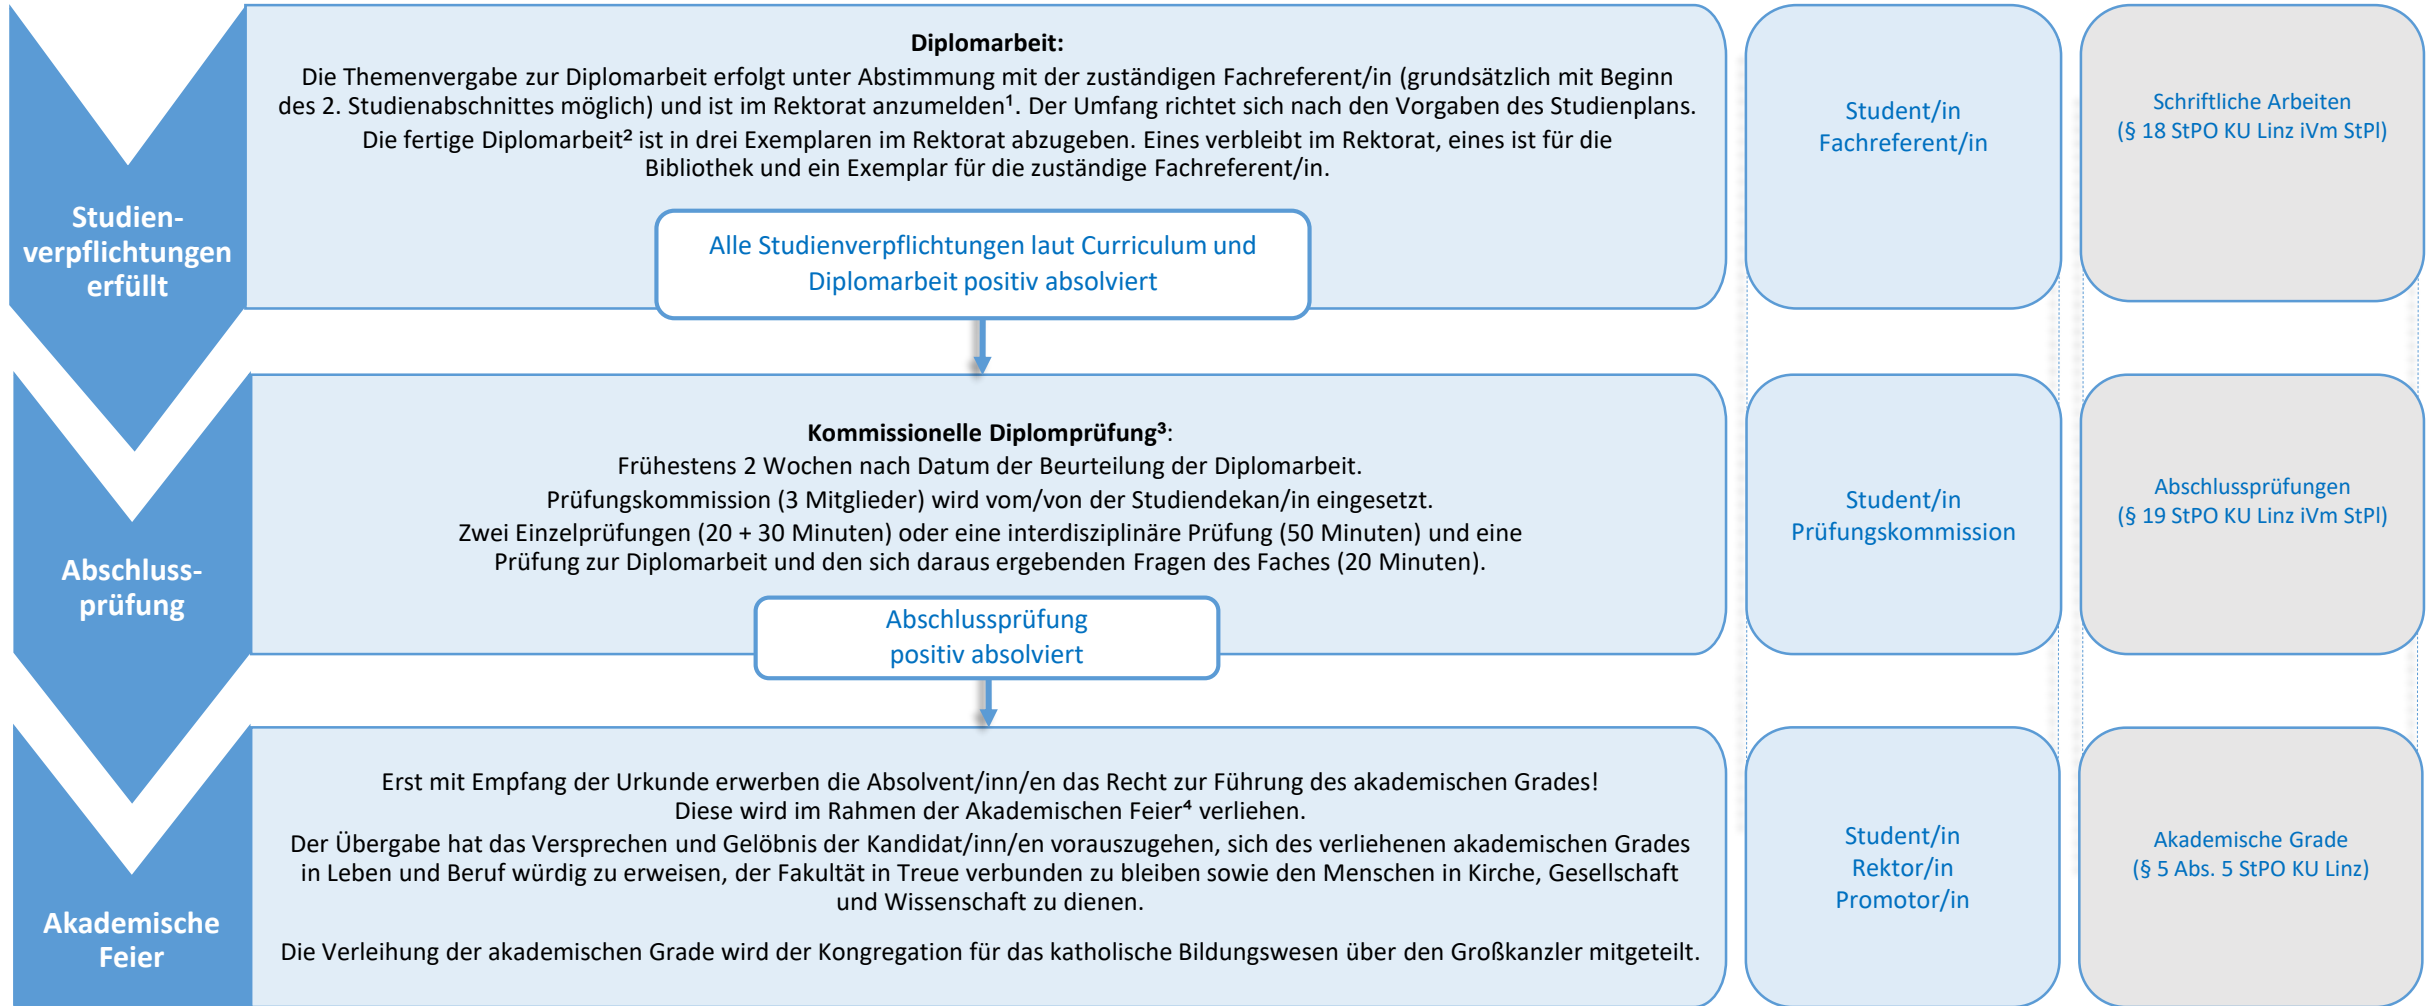 Studien-
verpflichtungen
erfüllt
Diplomarbeit:
Die Themenvergabe zur Diplomarbeit erfolgt unter Abstimmung mit der zuständigen Fachreferent/in (grundsätzlich mit Beginn
des 2. Studienabschnittes möglich) und ist im Rektorat anzumelden¹. Der Umfang richtet sich nach den Vorgaben des Studienplans.
Die fertige Diplomarbeit² ist in drei Exemplaren im Rektorat abzugeben. Eines verbleibt im Rektorat, eines ist für die
Bibliothek und ein Exemplar für die zuständige Fachreferent/in.
Alle Studienverpflichtungen laut Curriculum und
Diplomarbeit positiv absolviert
Student/in
Fachreferent/in
Schriftliche Arbeiten
(§ 18 StPO KU Linz iVm StPl)
Abschluss-
prüfung
Kommissionelle Diplomprüfung³:
Frühestens 2 Wochen nach Datum der Beurteilung der Diplomarbeit.
Prüfungskommission (3 Mitglieder) wird vom/von der Studiendekan/in eingesetzt.
Zwei Einzelprüfungen (20 + 30 Minuten) oder eine interdisziplinäre Prüfung (50 Minuten) und eine
Prüfung zur Diplomarbeit und den sich daraus ergebenden Fragen des Faches (20 Minuten).
Abschlussprüfung
positiv absolviert
Student/in
Prüfungskommission
Abschlussprüfungen
(§ 19 StPO KU Linz iVm StPl)
Akademische
Feier
Erst mit Empfang der Urkunde erwerben die Absolvent/inn/en das Recht zur Führung des akademischen Grades!
Diese wird im Rahmen der Akademischen Feier⁴ verliehen.
Der Übergabe hat das Versprechen und Gelöbnis der Kandidat/inn/en vorauszugehen, sich des verliehenen akademischen Grades
in Leben und Beruf würdig zu erweisen, der Fakultät in Treue verbunden zu bleiben sowie den Menschen in Kirche, Gesellschaft
und Wissenschaft zu dienen.
Die Verleihung der akademischen Grade wird der Kongregation für das katholische Bildungswesen über den Großkanzler mitgeteilt.
Student/in
Rektor/in
Promotor/in
Akademische Grade
(§ 5 Abs. 5 StPO KU Linz)